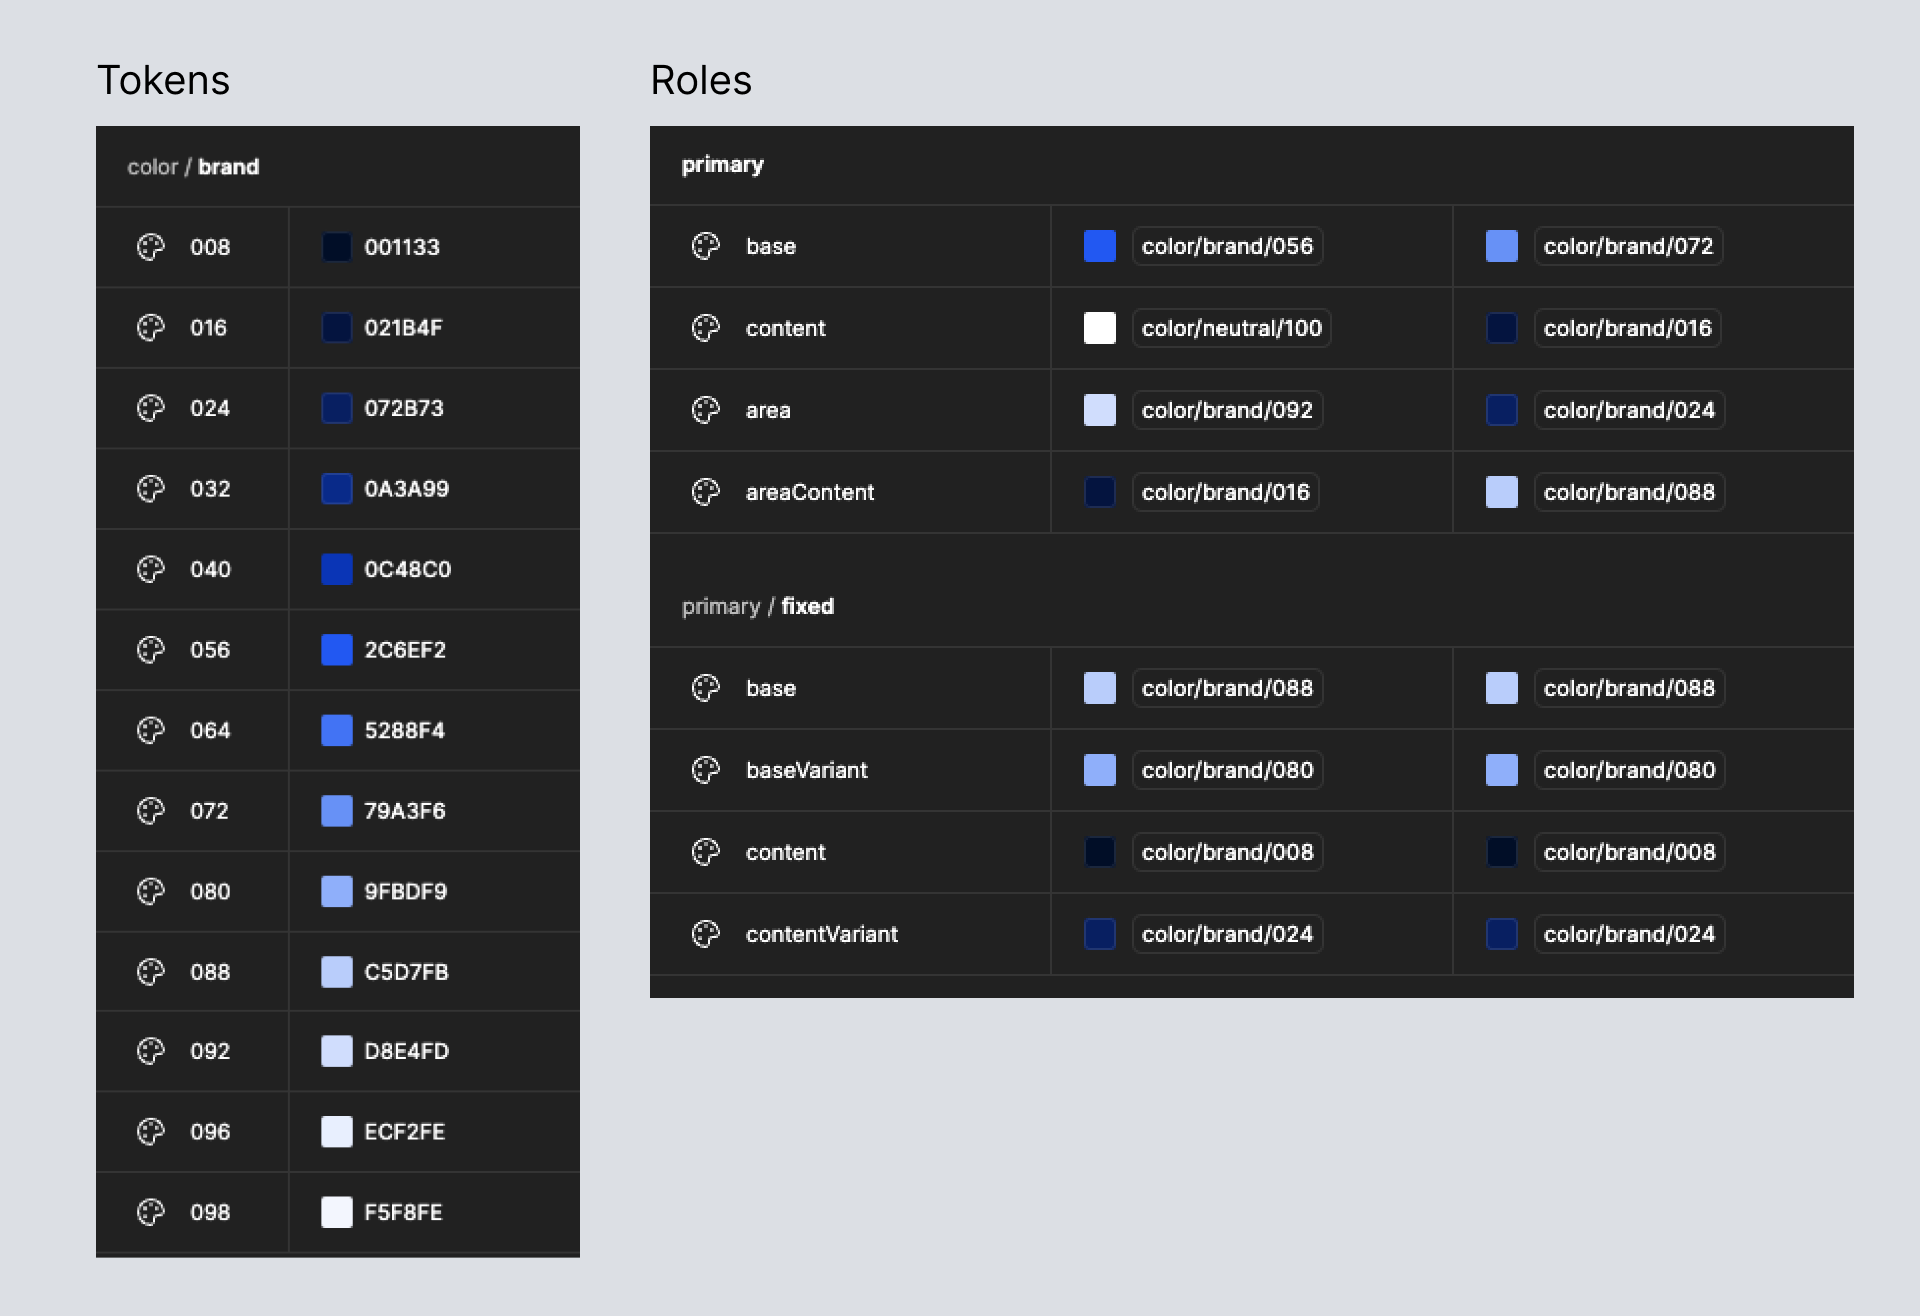 Tokens
color / brand
008 001133
016 021B4F
024 072B73
032 0A3A99
040 0C48C0
056 2C6EF2
064 5288F4
072 79A3F6
080 9FBDF9
088 C5D7FB
092 D8E4FD
096 ECF2FE
098 F5F8FE
Roles
primary
base color/brand/056 color/brand/072
content color/neutral/100 color/brand/016
area color/brand/092 color/brand/024
areaContent color/brand/016 color/brand/088
primary / fixed
base color/brand/088 color/brand/088
baseVariant color/brand/080 color/brand/080
content color/brand/008 color/brand/008
contentVariant color/brand/024 color/brand/024